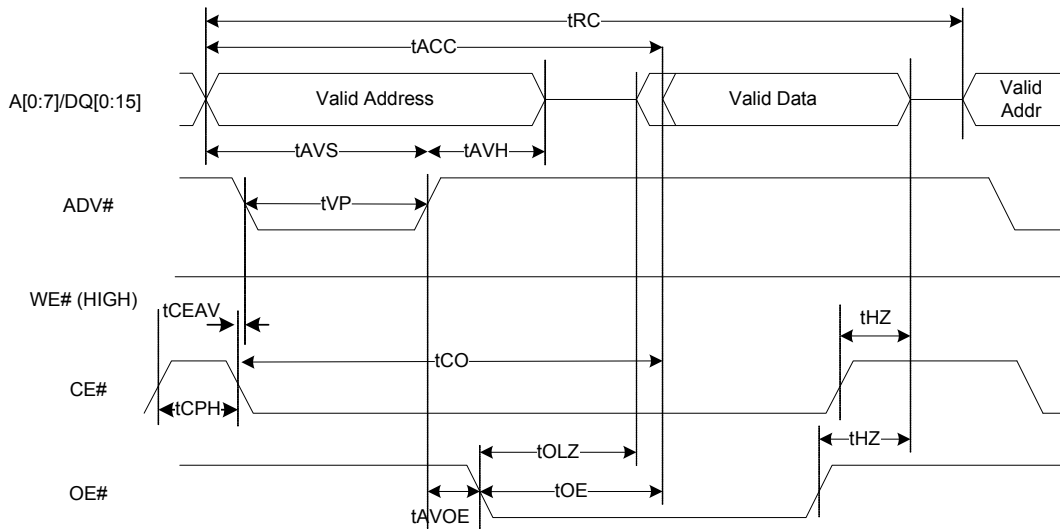 tRC
tACC
A[0:7]/DQ[0:15]
Valid Address
Valid Data
Valid
Addr
tAVS
tAVH
ADV#
tVP
WE# (HIGH)
tCEAV
tHZ
tCO
CE#
tCPH
tHZ
tOLZ
OE#
tOE
tAVOE